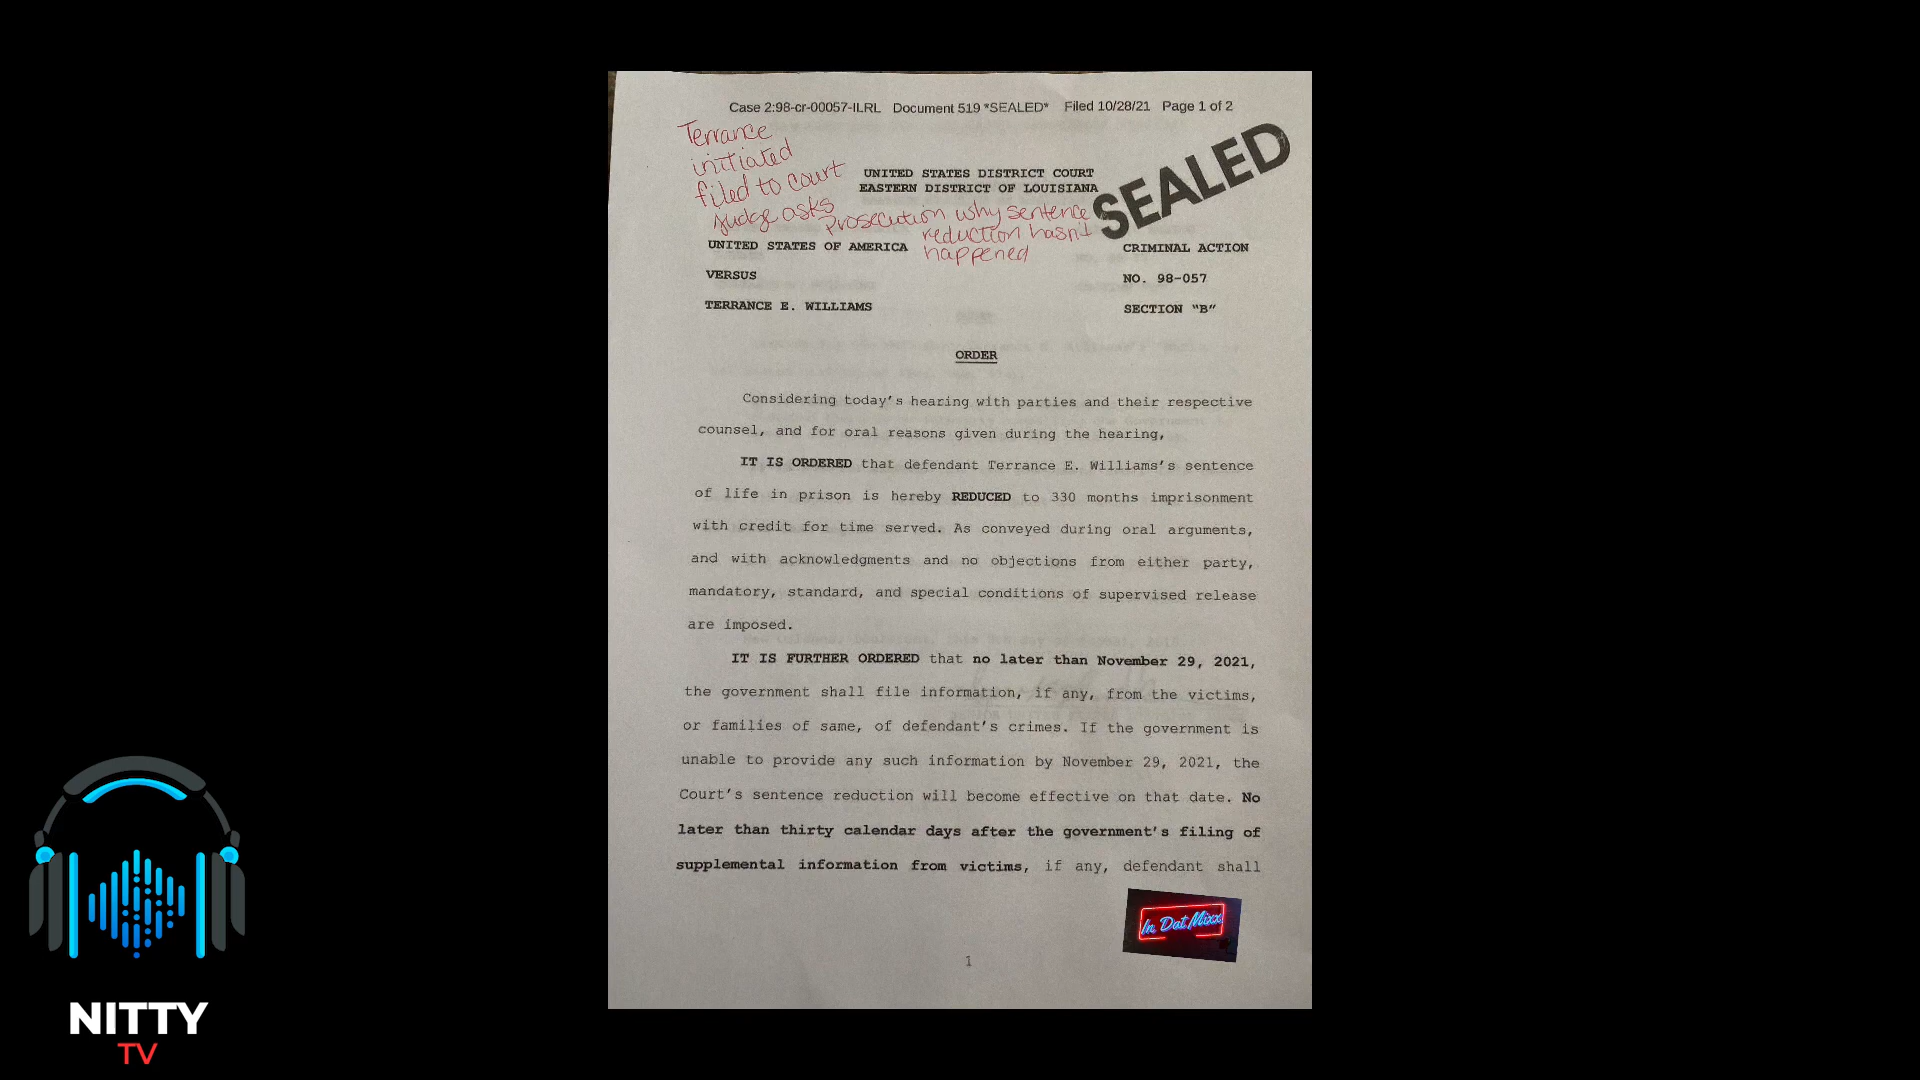 Case 2:98-cr-00057-ILRL Document 519 *SEALED* Filed 10/28/21 Page 1 of 2
Terrance
initiated
filed to court
judge asks prosecution why sentence
reduction hasn't
happened
SEALED
UNITED STATES DISTRICT COURT
EASTERN DISTRICT OF LOUISIANA
UNITED STATES OF AMERICA
CRIMINAL ACTION
VERSUS
NO. 98-057
TERRANCE E. WILLIAMS
SECTION “B”
ORDER
Considering today's hearing with parties and their respective
counsel, and for oral reasons given during the hearing,
IT IS ORDERED that defendant Terrance E. Williams's sentence
of life in prison is hereby REDUCED to 330 months imprisonment
with credit for time served. As conveyed during oral arguments,
and with acknowledgments and no objections from either party,
mandatory, standard, and special conditions of supervised release
are imposed.
IT IS FURTHER ORDERED that no later than November 29, 2021,
the government shall file information, if any, from the victims,
or families of same, of defendant's crimes. If the government is
unable to provide any such information by November 29, 2021, the
Court's sentence reduction will become effective on that date. No
later than thirty calendar days after the government's filing of
supplemental information from victims, if any, defendant shall
In Dat Mixx
1
NITTY
TV